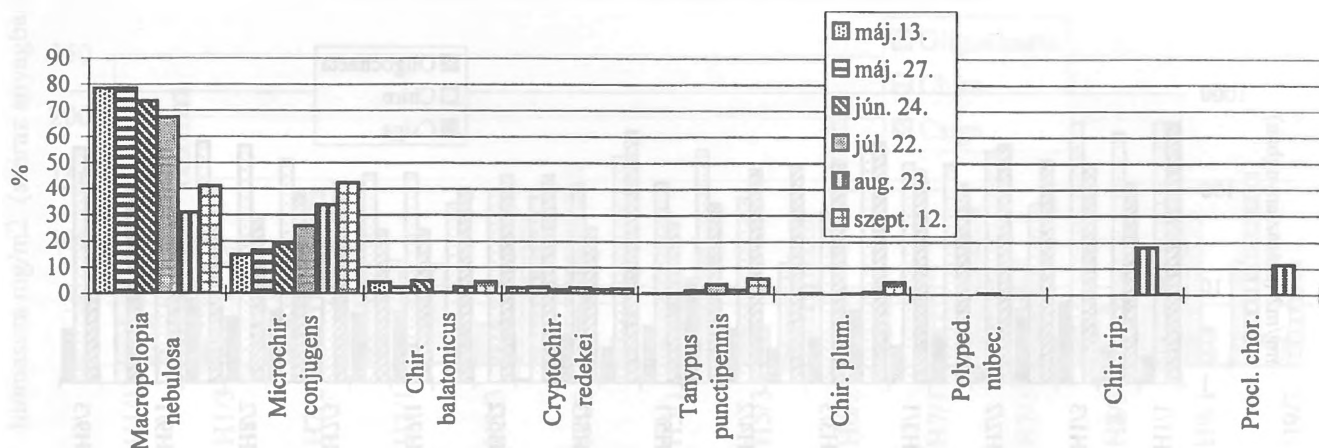 %
90
80
70
60
50
40
30
20
10
0
máj.13.
máj. 27.
jún. 24.
júl. 22.
aug. 23.
szept. 12.
Macropelopia
nebulosa
Microchir.
conjugens
Chir.
balatonicus
Cryptochir.
redekei
Tanypus
punctipennis
Chir. plum.
Polyped.
nubec.
Chir. rip.
Procl. chor.